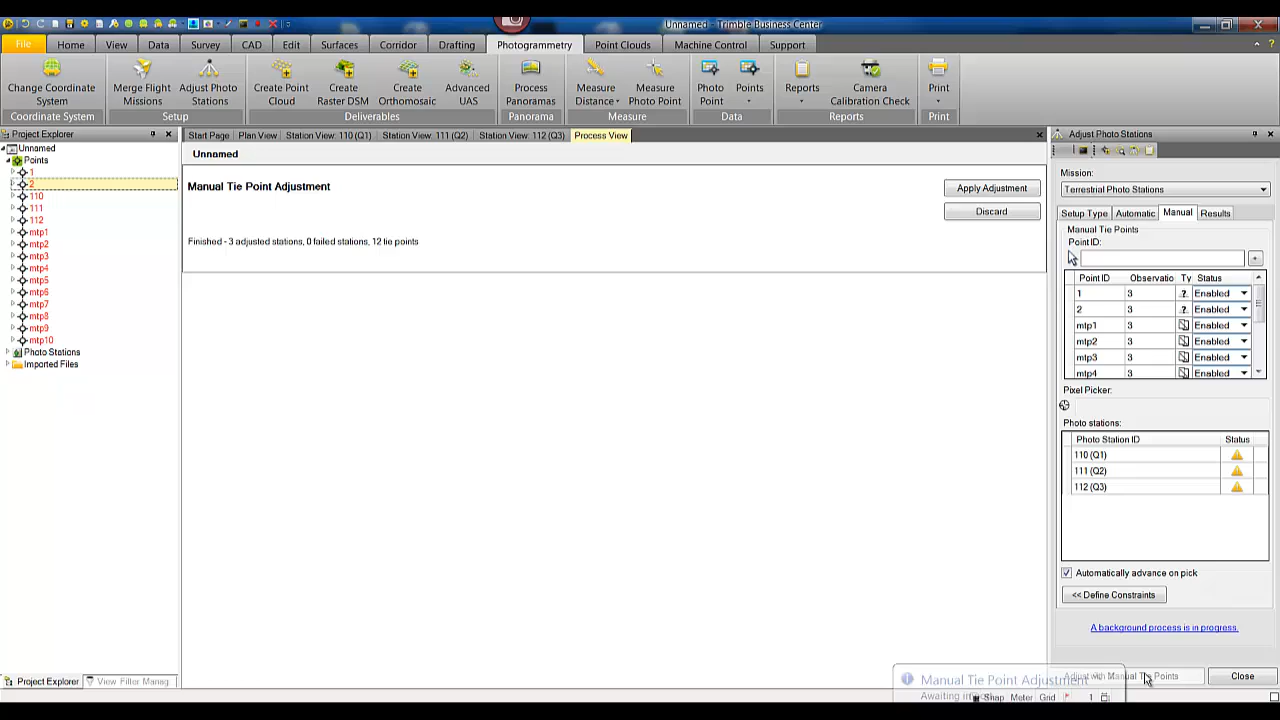 Unnamed - Trimble Business Center
File Home View Data Survey CAD Edit Surfaces Corridor Drafting Photogrammetry Point Clouds Machine Control Support
Change Coordinate System
Merge Flight Missions
Adjust Photo Stations
Create Point Cloud
Create Raster DSM
Create Orthomosaic
Advanced UAS
Process Panoramas
Measure Distance
Measure Photo Point
Photo Point
Points
Reports
Camera Calibration Check
Print
Coordinate System Setup Deliverables Panorama Measure Data Reports Print
Project Explorer
Start Page Plan View Station View: 110 (Q1) Station View: 111 (Q2) Station View: 112 (Q3) Process View
Unnamed
Points
1
2
110
111
112
mtp1
mtp2
mtp3
mtp4
mtp5
mtp6
mtp7
mtp8
mtp9
mtp10
Photo Stations
Imported Files
Project Explorer View Filter Manag...
Unnamed
Manual Tie Point Adjustment
Apply Adjustment
Discard
Finished - 3 adjusted stations, 0 failed stations, 12 tie points
Adjust Photo Stations
Mission:
Terrestrial Photo Stations
Setup Type Automatic Manual Results
Manual Tie Points
Point ID:
Point ID Observatio Ty Status
1 3 Enabled
2 3 Enabled
mtp1 3 Enabled
mtp2 3 Enabled
mtp3 3 Enabled
mtp4 3 Enabled
Pixel Picker:
Photo stations:
Photo Station ID Status
110 (Q1)
111 (Q2)
112 (Q3)
Automatically advance on pick
<< Define Constraints
A background process is in progress.
Adjust with Manual Tie Points Close
Manual Tie Point Adjustment
Snap Meter Grid 1